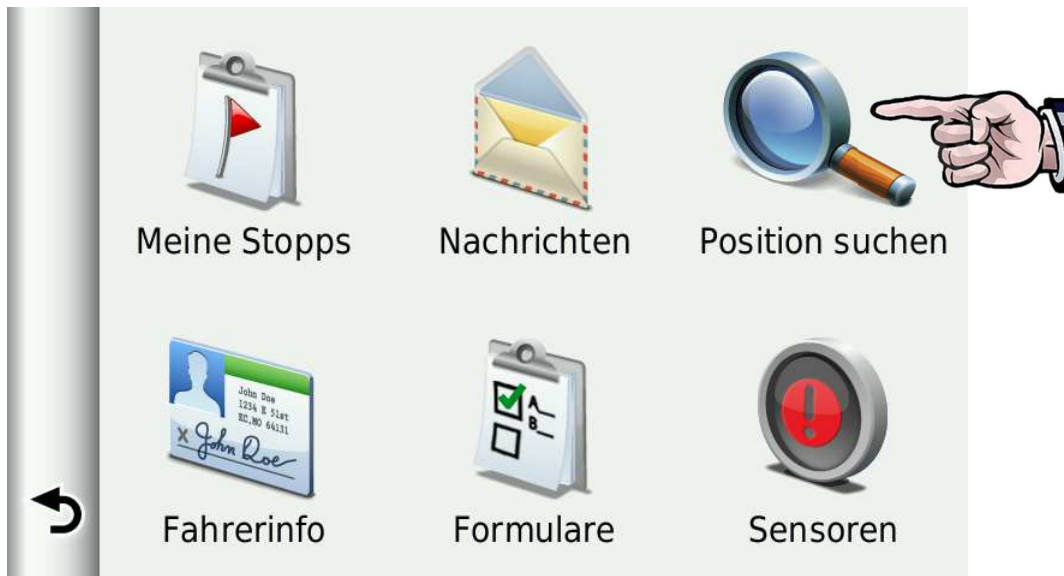 Meine Stopps
Nachrichten
Position suchen
John Doe
1234 E 51st
KC, MO 64131
x John Doe
A
B
Fahrerinfo
Formulare
Sensoren